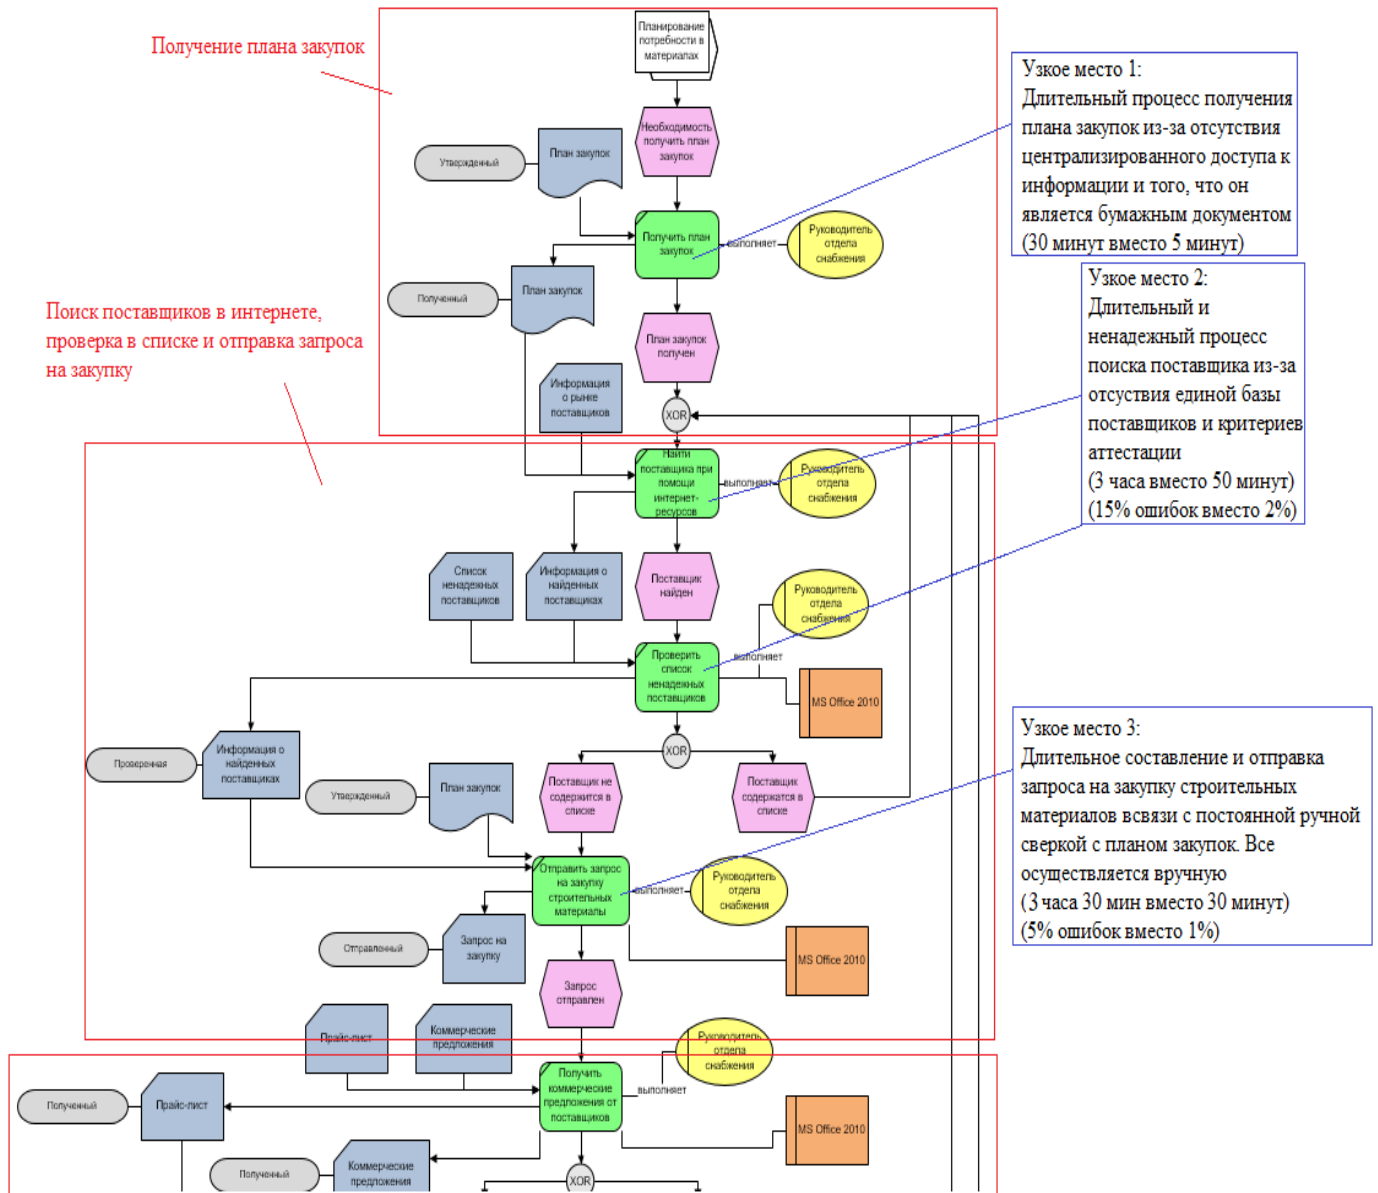 Получение плана закупок
Планирование
потребности в
материалах
Узкое место 1:
Длительный процесс получения
плана закупок из-за отсутствия
централизированного доступа к
информации и того, что он
является бумажным документом
(30 минут вместо 5 минут)
Необходимость
получить план
закупок
Утвержденный
План закупок
Получить план
закупок
выполняет
Руководитель
отдела
снабжения
Полученный
План закупок
План закупок
получен
Поиск поставщиков в интернете,
проверка в списке и отправка запроса
на закупку
Узкое место 2:
Длительный и
ненадежный процесс
поиска поставщика из-за
отсуствия единой базы
поставщиков и критериев
аттестации
(3 часа вместо 50 минут)
(15% ошибок вместо 2%)
Информация
о рынке
поставщиков
XOR
Найти
поставщика при
помощи
интернет-
ресурсов
выполняет
Руководитель
отдела
снабжения
Список
ненадежных
поставщиков
Информация о
найденных
поставщиках
Поставщик
найден
Руководитель
отдела
снабжения
Проверить
список
ненадежных
поставщиков
выполняет
MS Office 2010
XOR
Проверенная
Информация о
найденных
поставщиках
Утвержденный
План закупок
Поставщик не
содержится в
списке
Поставщик
содержатся в
списке
Узкое место 3:
Длительное составление и отправка
запроса на закупку строительных
материалов всвязи с постоянной ручной
сверкой с планом закупок. Все
осуществляется вручную
(3 часа 30 мин вместо 30 минут)
(5% ошибок вместо 1%)
Отправить запрос
на закупку
строительных
материалы
выполняет
Руководитель
отдела
снабжения
Отправленный
Запрос на
закупку
MS Office 2010
Запрос
отправлен
Прайс-лист
Коммерческие
предложения
Руководитель
отдела
снабжения
Получить
коммерческие
предложения от
поставщиков
выполняет
Полученный
Прайс-лист
MS Office 2010
Полученный
Коммерческие
предложения
XOR